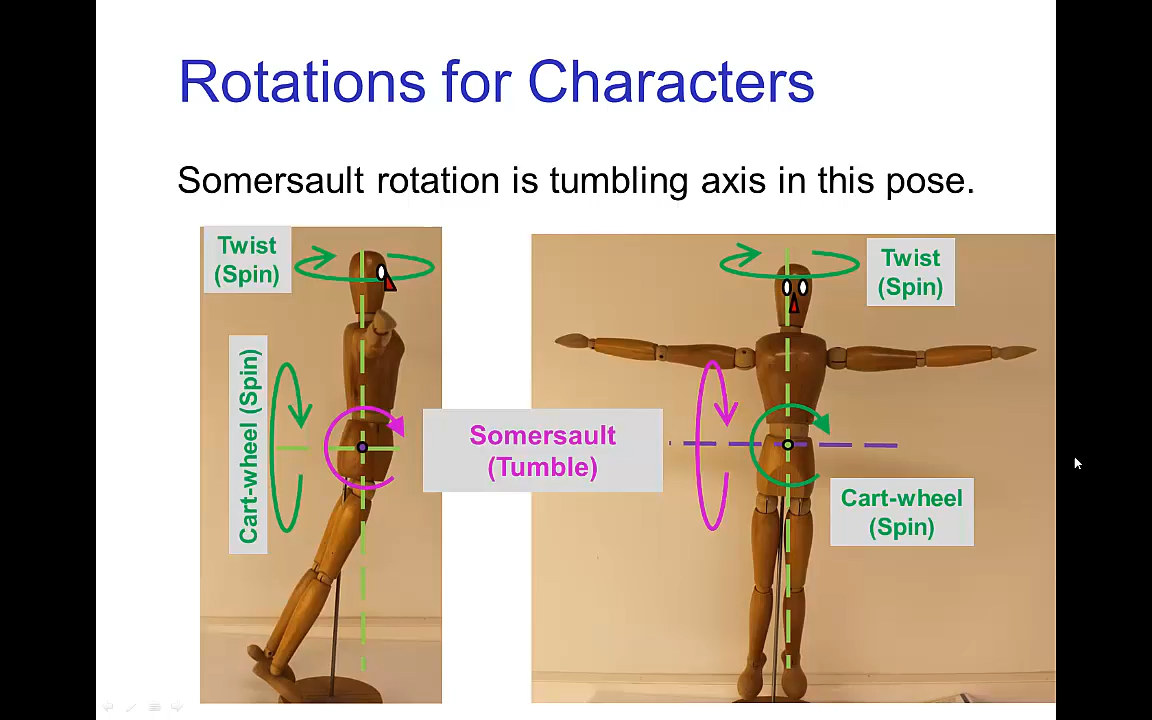 Rotations for Characters
Somersault rotation is tumbling axis in this pose.
Twist
(Spin)
Cart-wheel (Spin)
Somersault
(Tumble)
Twist
(Spin)
Cart-wheel
(Spin)